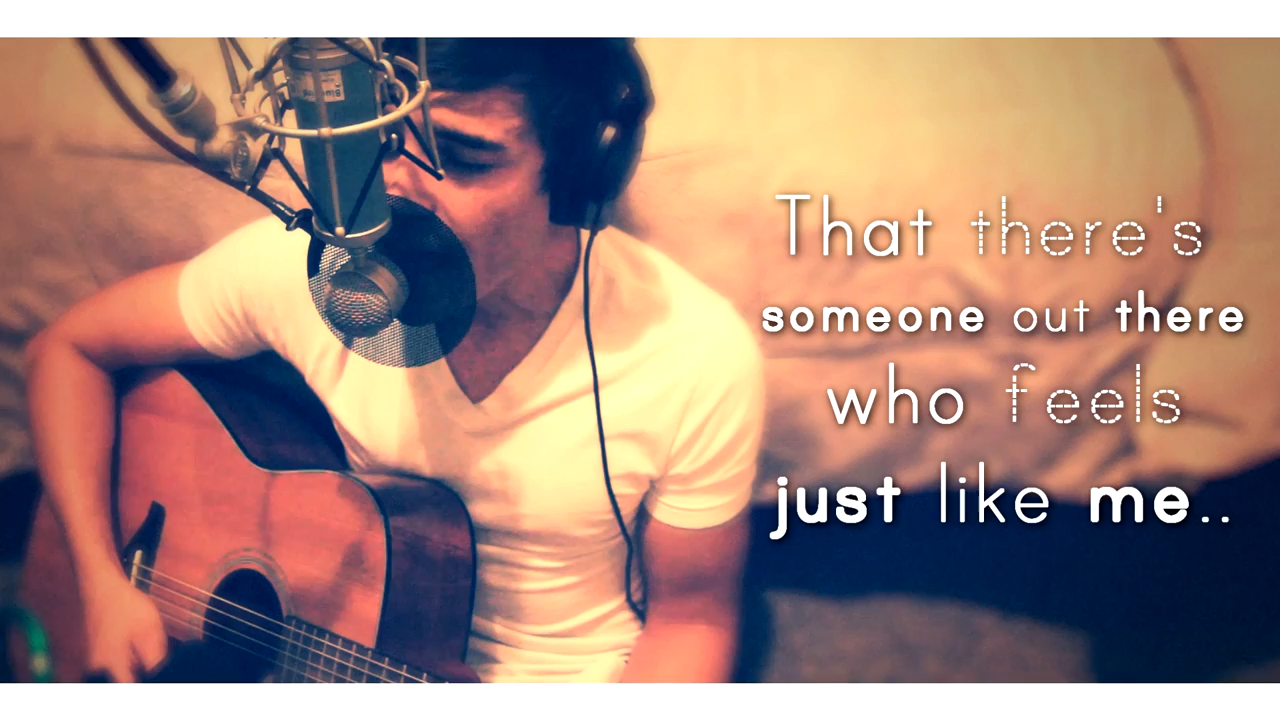 That there's
someone out there
who feels
just like me..